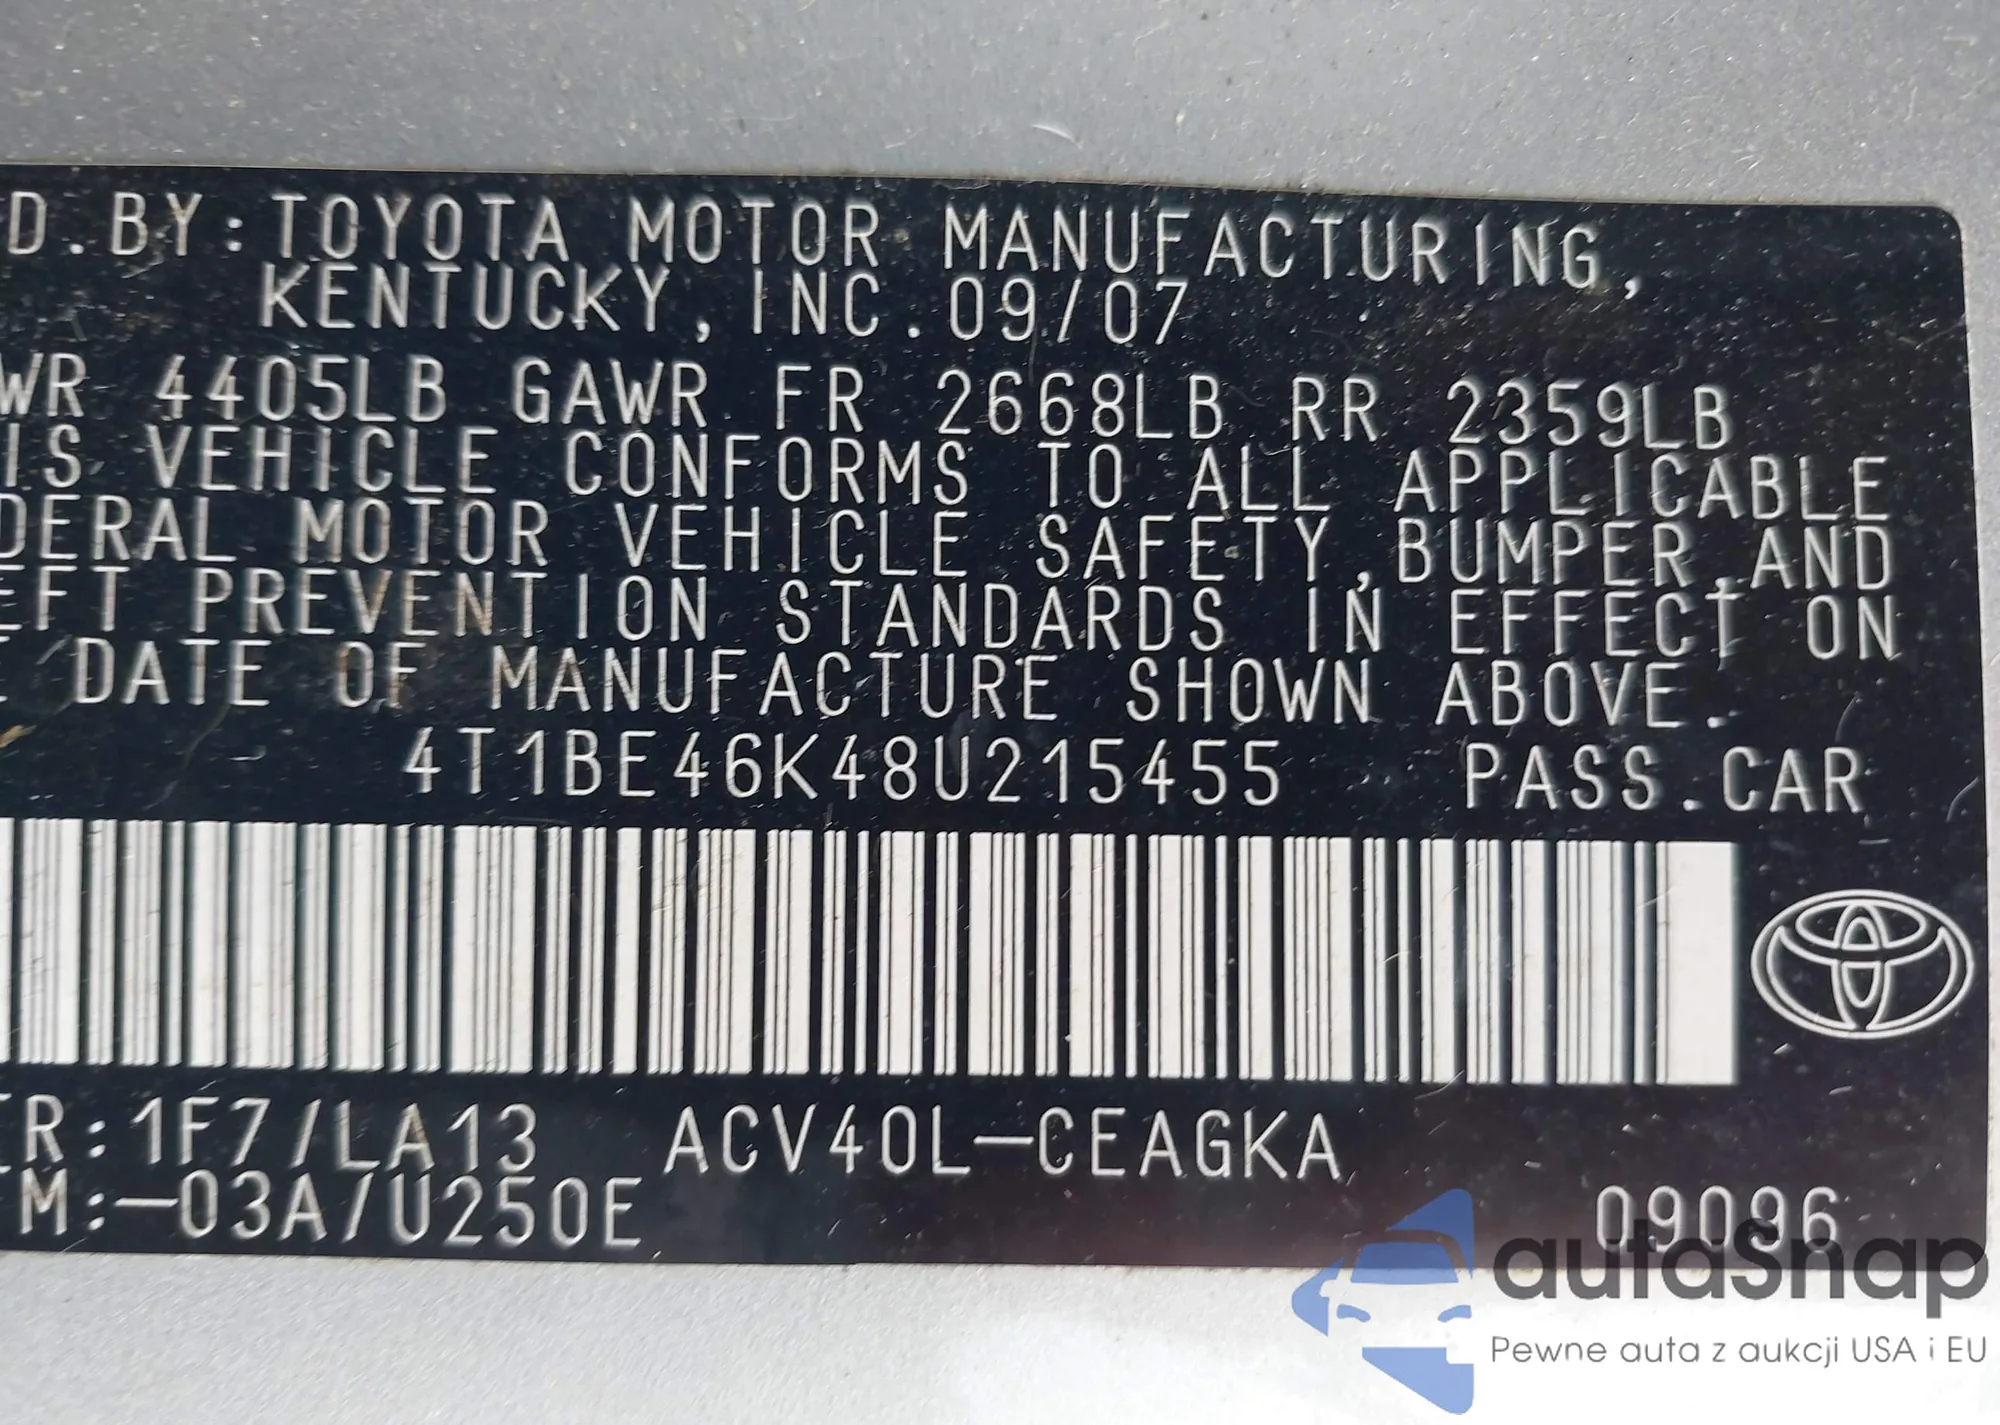 D.BY:TOYOTA MOTOR MANUFACTURING,
KENTUCKY, INC.09/07
WR 4405LB GAWR FR 2668LB RR 2359LB
IS VEHICLE CONFORMS TO ALL APPLICABLE
DERAL MOTOR VEHICLE SAFETY,BUMPER,AND
EFT PREVENTION STANDARDS IN EFFECT ON
E DATE OF MANUFACTURE SHOWN ABOVE.
4T1BE46K48U215455 PASS.CAR
ER:1F7/LA13 ACV40L-CEAGKA
M:-03A/U250E
09096
autaSnap
Pewne auta z aukcji USA i EU